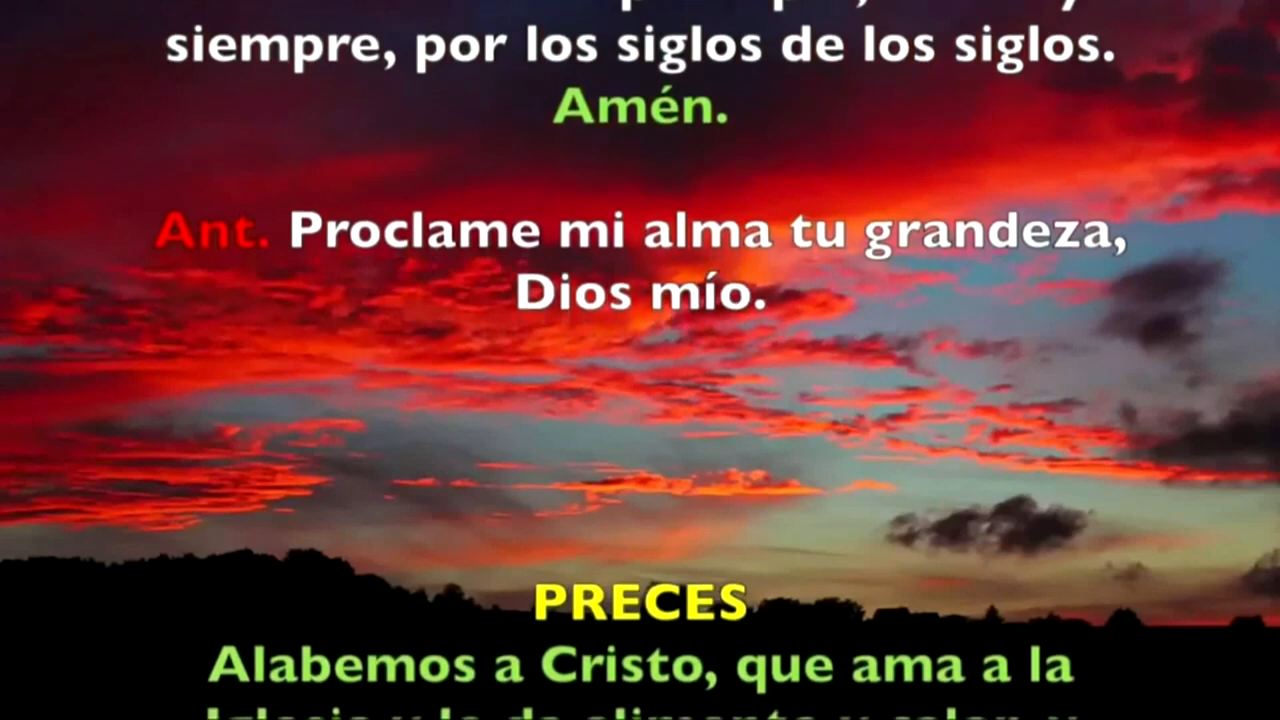 siempre, por los siglos de los siglos.
Amén.
Ant. Proclame mi alma tu grandeza,
Dios mío.
PRECES
Alabemos a Cristo, que ama a la